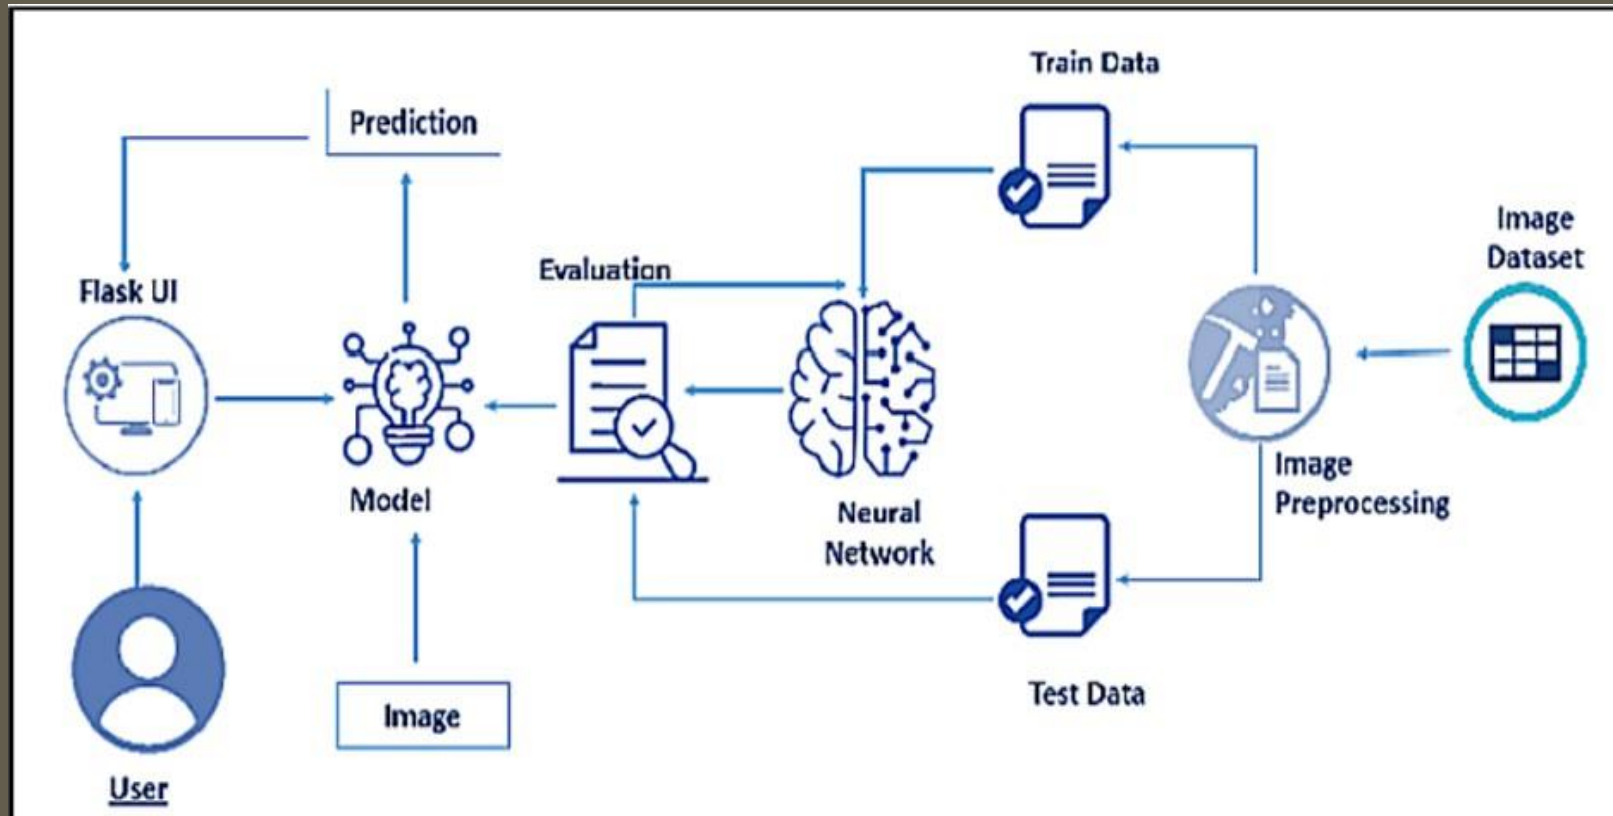 Train Data
Prediction
Image
Dataset
Evaluation
Flask UI
Image
Preprocessing
Model
Neural
Network
Test Data
Image
User